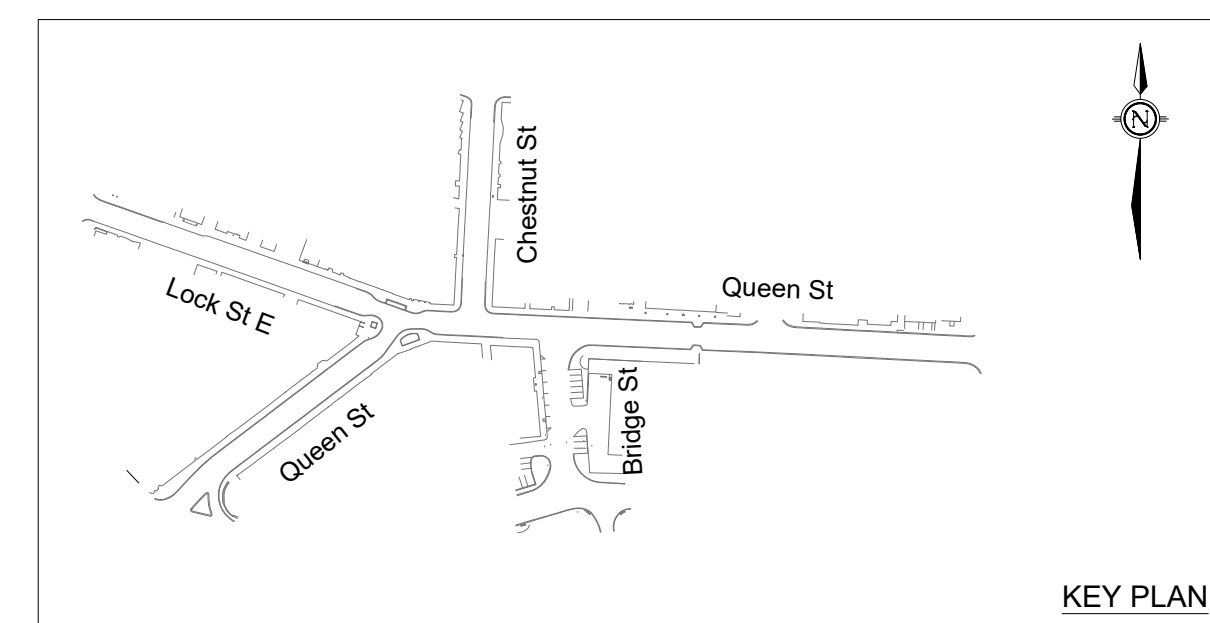 N
Chestnut St
Queen St
Lock St E
Bridge St
Queen St
KEY PLAN